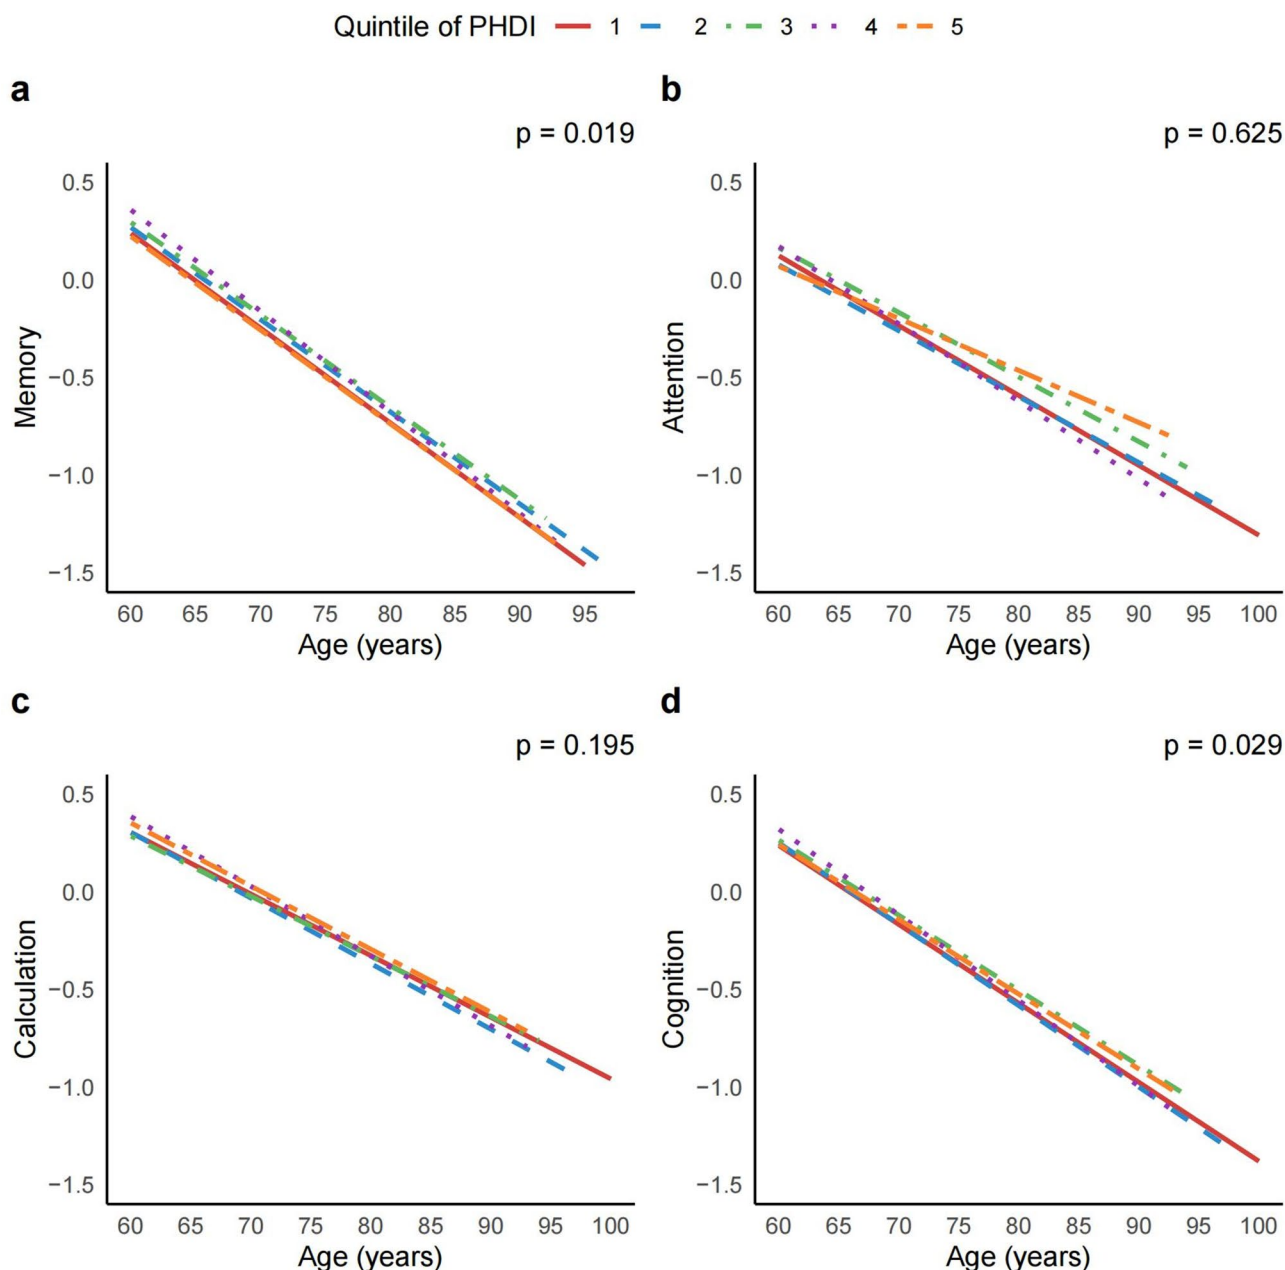 Quintile of PHDI 1 2 3 4 5
a
p = 0.019
0.5
0.0
−0.5
−1.0
−1.5
Memory
60 65 70 75 80 85 90 95
Age (years)
b
p = 0.625
0.5
0.0
−0.5
−1.0
−1.5
Attention
60 65 70 75 80 85 90 95 100
Age (years)
c
p = 0.195
0.5
0.0
−0.5
−1.0
−1.5
Calculation
60 65 70 75 80 85 90 95 100
Age (years)
d
p = 0.029
0.5
0.0
−0.5
−1.0
−1.5
Cognition
60 65 70 75 80 85 90 95 100
Age (years)